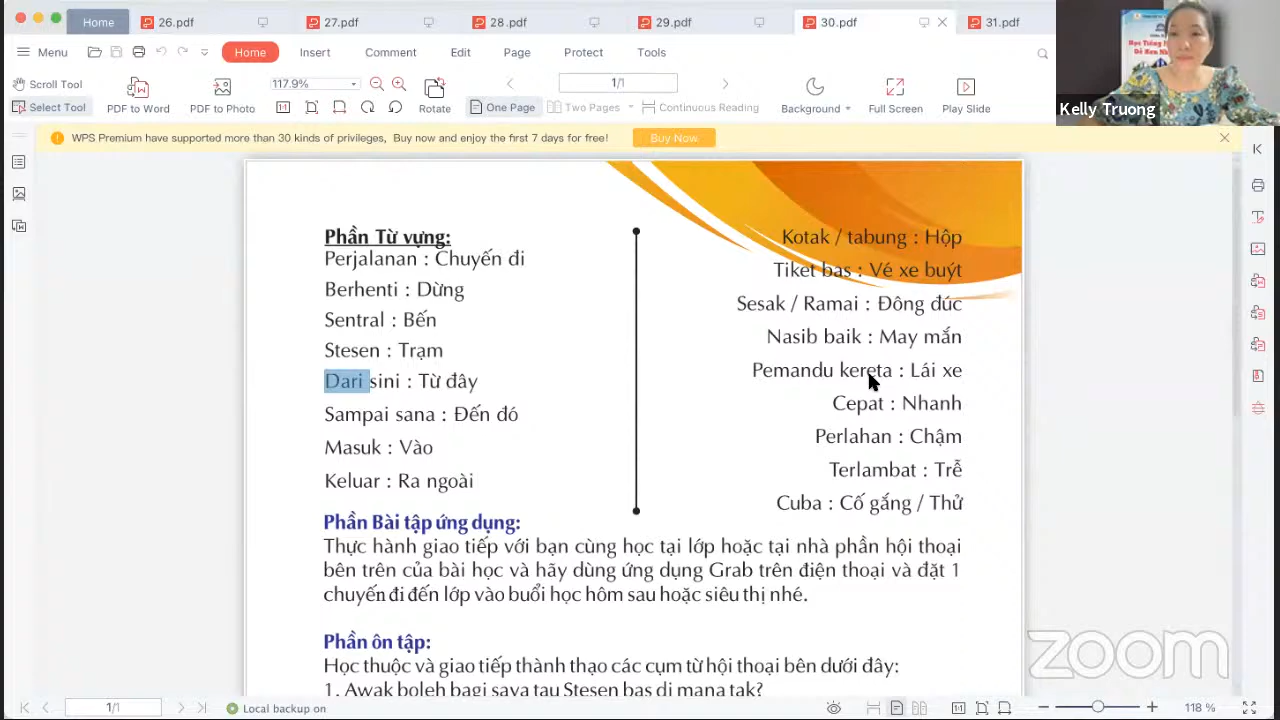 Home
26.pdf
27.pdf
28.pdf
29.pdf
30.pdf
31.pdf
Menu
Home
Insert
Comment
Edit
Page
Protect
Tools
Scroll Tool
Select Tool
PDF to Word
PDF to Photo
117.9%
Rotate
1/1
One Page
Two Pages
Continuous Reading
Background
Full Screen
Play Slide
Kelly Truong
WPS Premium have supported more than 30 kinds of privileges, Buy now and enjoy the first 7 days for free!
Buy Now
Phần Từ vựng:
Perjalanan : Chuyến đi
Berhenti : Dừng
Sentral : Bến
Stesen : Trạm
Dari sini : Từ đây
Sampai sana : Đến đó
Masuk : Vào
Keluar : Ra ngoài
Kotak / tabung : Hộp
Tiket bas : Vé xe buýt
Sesak / Ramai : Đông đúc
Nasib baik : May mắn
Pemandu kereta : Lái xe
Cepat : Nhanh
Perlahan : Chậm
Terlambat : Trễ
Cuba : Cố gắng / Thử
Phần Bài tập ứng dụng:
Thực hành giao tiếp với bạn cùng học tại lớp hoặc tại nhà phần hội thoại
bên trên của bài học và hãy dùng ứng dụng Grab trên điện thoại và đặt 1
chuyến đi đến lớp vào buổi học hôm sau hoặc siêu thị nhé.
Phần ôn tập:
Học thuộc và giao tiếp thành thạo các cụm từ hội thoại bên dưới đây:
1. Awak boleh bagi saya tau Stesen bas di mana tak?
zoom
1/1
Local backup on
118 %